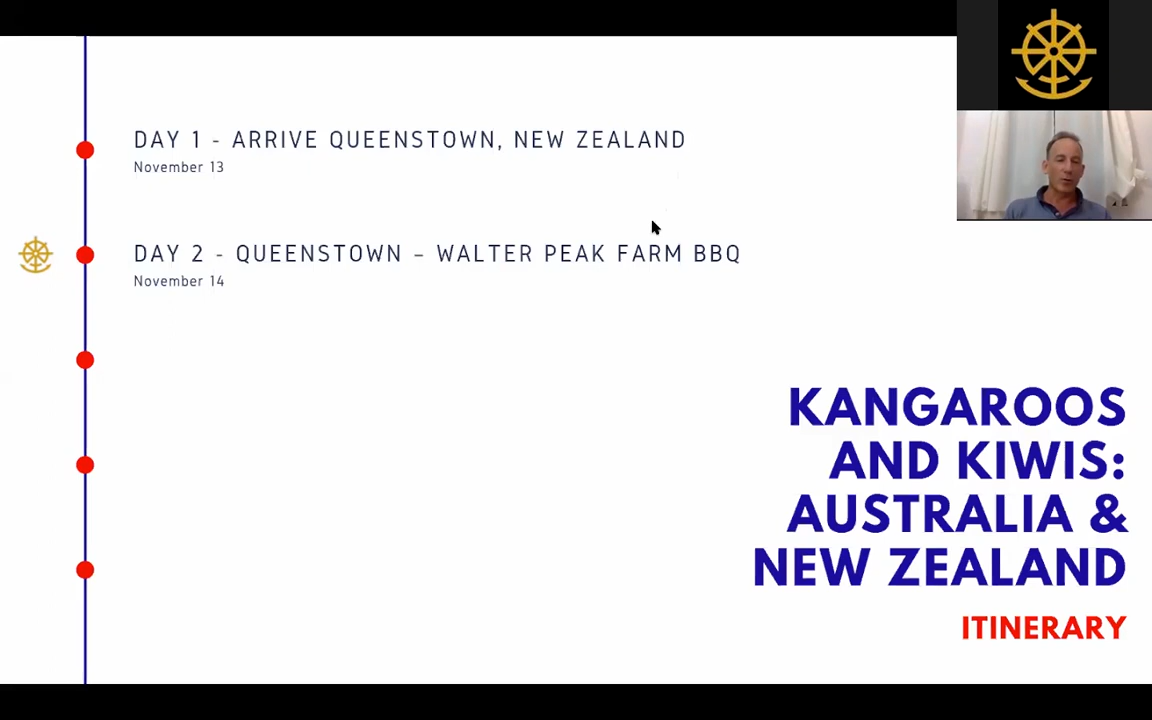 DAY 1 - ARRIVE QUEENSTOWN, NEW ZEALAND
November 13
DAY 2 - QUEENSTOWN – WALTER PEAK FARM BBQ
November 14
KANGAROOS
AND KIWIS:
AUSTRALIA &
NEW ZEALAND
ITINERARY